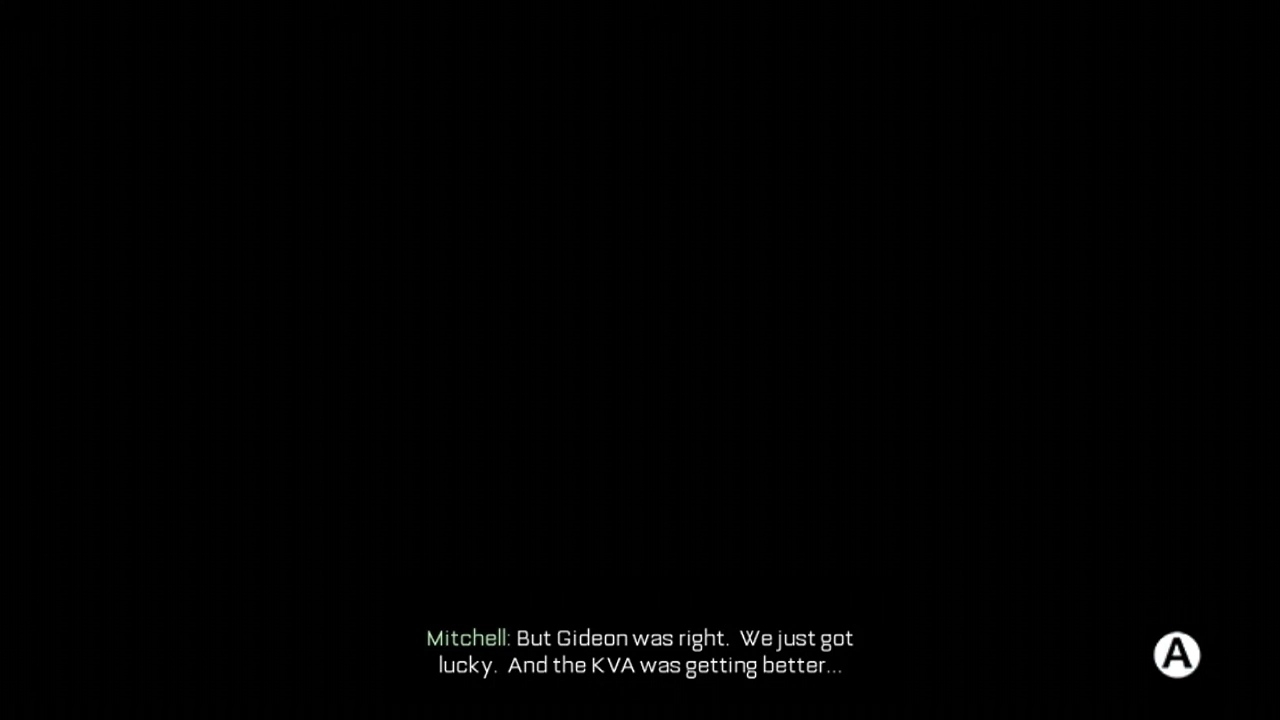 Mitchell: But Gideon was right.  We just got
lucky.  And the KVA was getting better...
A